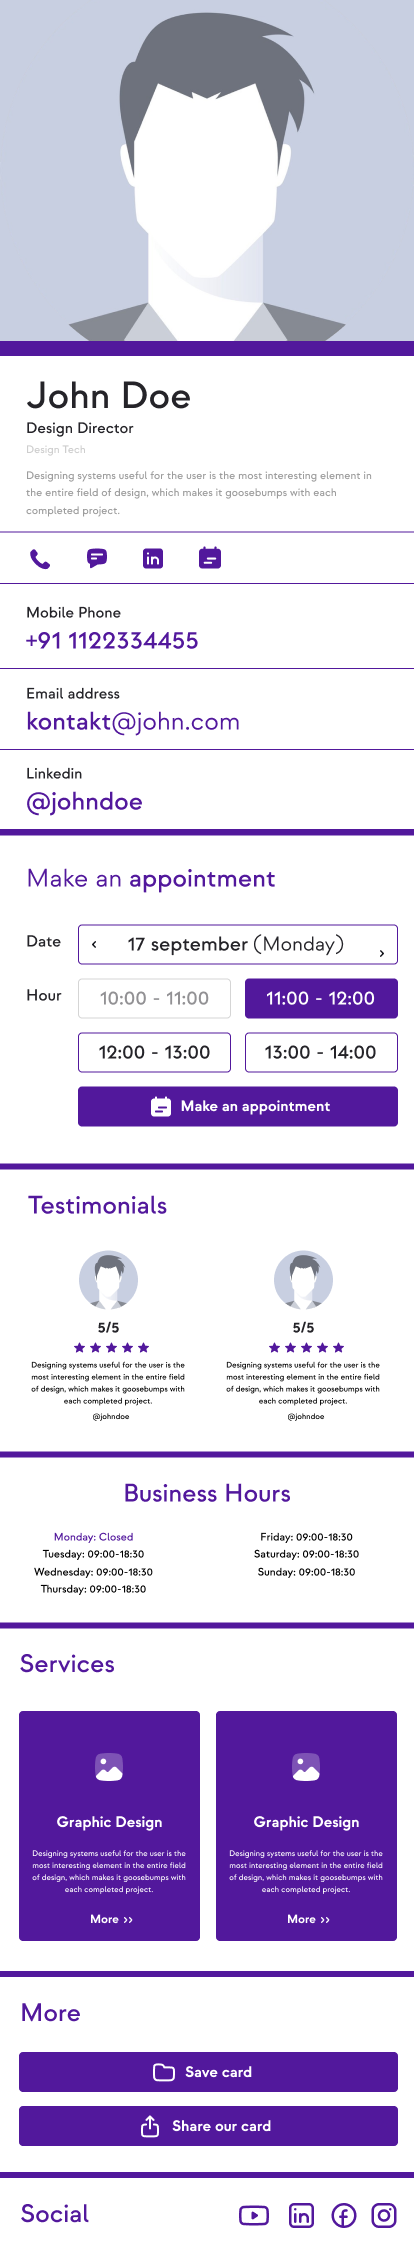 John Doe
Design Director
Design Tech
Designing systems useful for the user is the most interesting element in
the entire field of design, which makes it goosebumps with each
completed project.
Mobile Phone
+91 1122334455
Email address
kontakt@john.com
Linkedin
@johndoe
Make an appointment
Date
‹ 17 september (Monday) ›
Hour
10:00 - 11:00
11:00 - 12:00
12:00 - 13:00
13:00 - 14:00
Make an appointment
Testimonials
5/5
Designing systems useful for the user is the
most interesting element in the entire field
of design, which makes it goosebumps with
each completed project.
@johndoe
5/5
Designing systems useful for the user is the
most interesting element in the entire field
of design, which makes it goosebumps with
each completed project.
@johndoe
Business Hours
Monday: Closed
Tuesday: 09:00-18:30
Wednesday: 09:00-18:30
Thursday: 09:00-18:30
Friday: 09:00-18:30
Saturday: 09:00-18:30
Sunday: 09:00-18:30
Services
Graphic Design
Designing systems useful for the user is the
most interesting element in the entire field
of design, which makes it goosebumps with
each completed project.
More ››
Graphic Design
Designing systems useful for the user is the
most interesting element in the entire field
of design, which makes it goosebumps with
each completed project.
More ››
More
Save card
Share our card
Social